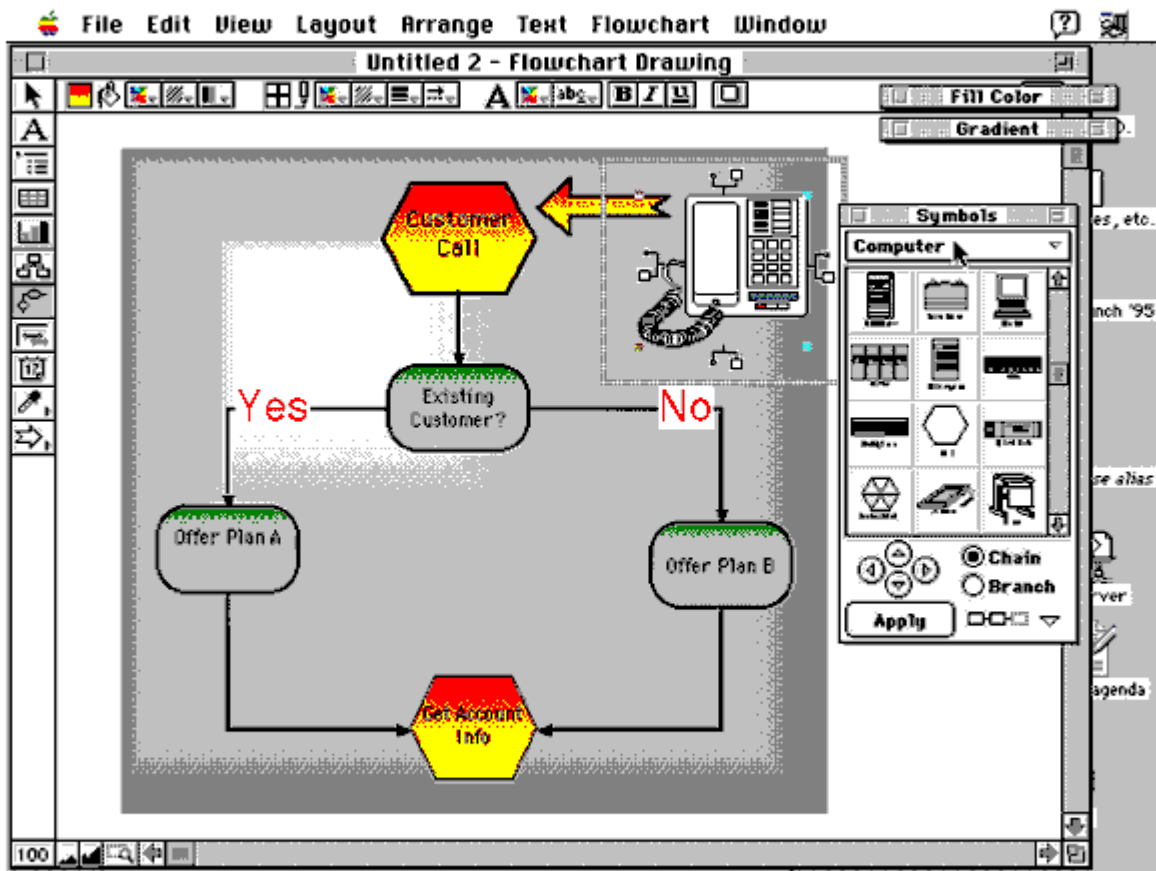 File Edit View Layout Arrange Text Flowchart Window
Untitled 2 - Flowchart Drawing
A abc B I U
Fill Color
Gradient
A
Symbols
es, etc.
Customer
Call
Computer
nch '95
Existing
Customer?
Yes
No
se alias
Offer Plan A
Offer Plan B
Chain
Branch
rver
Apply
agenda
Get Account
Info
100